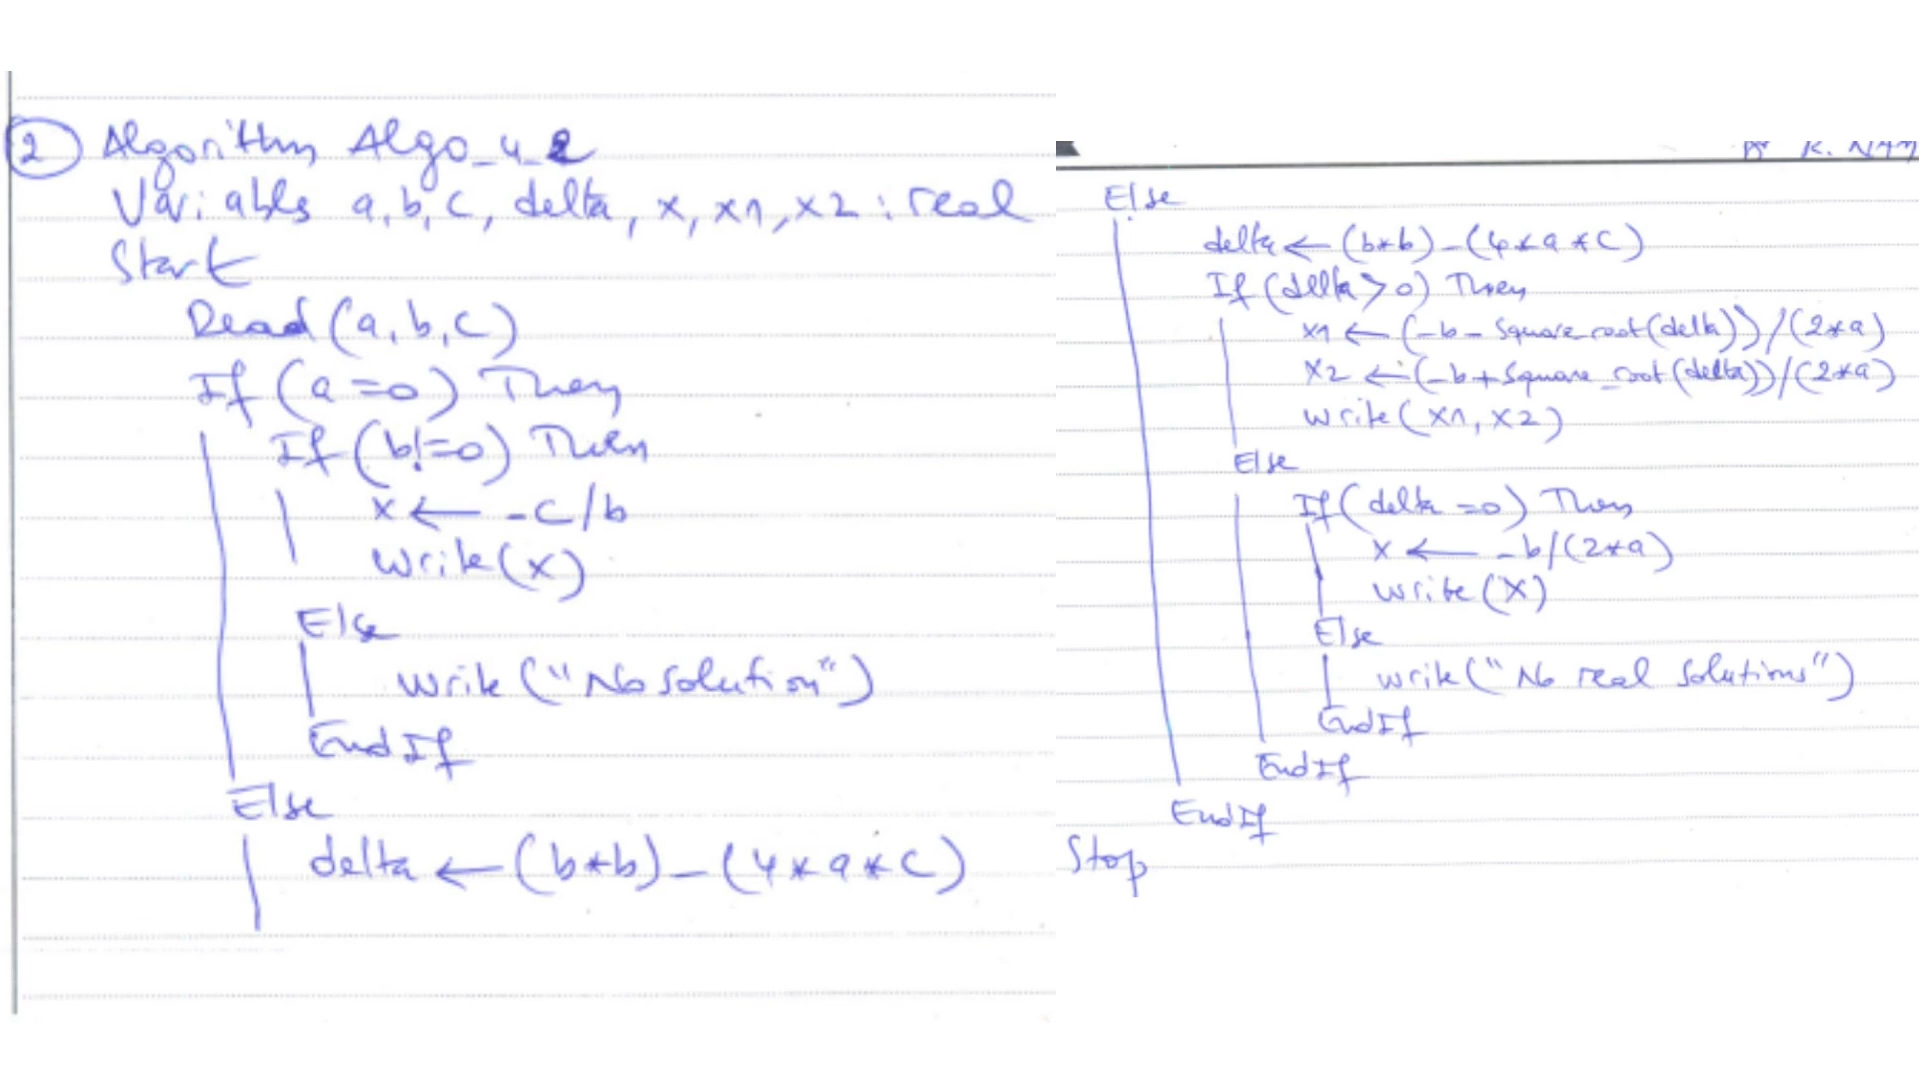 2 Algorithm Algo_4_2
Variables a, b, c, delta, x, x1, x2 : real
Start
Read(a, b, c)
If (a=0) Then
If (b!=0) Then
x ← -c/b
Write(x)
Else
Write ("No solution")
EndIf
Else
delta ← (b*b) - (4*a*c)
Else
delta ← (b*b) - (4*a*c)
If (delta > 0) Then
x1 ← (-b - square_root(delta))/(2*a)
x2 ← (-b + square_root(delta))/(2*a)
write(x1, x2)
Else
If (delta = 0) Then
x ← -b/(2*a)
write(x)
Else
write("No real solutions")
EndIf
EndIf
EndIf
Stop